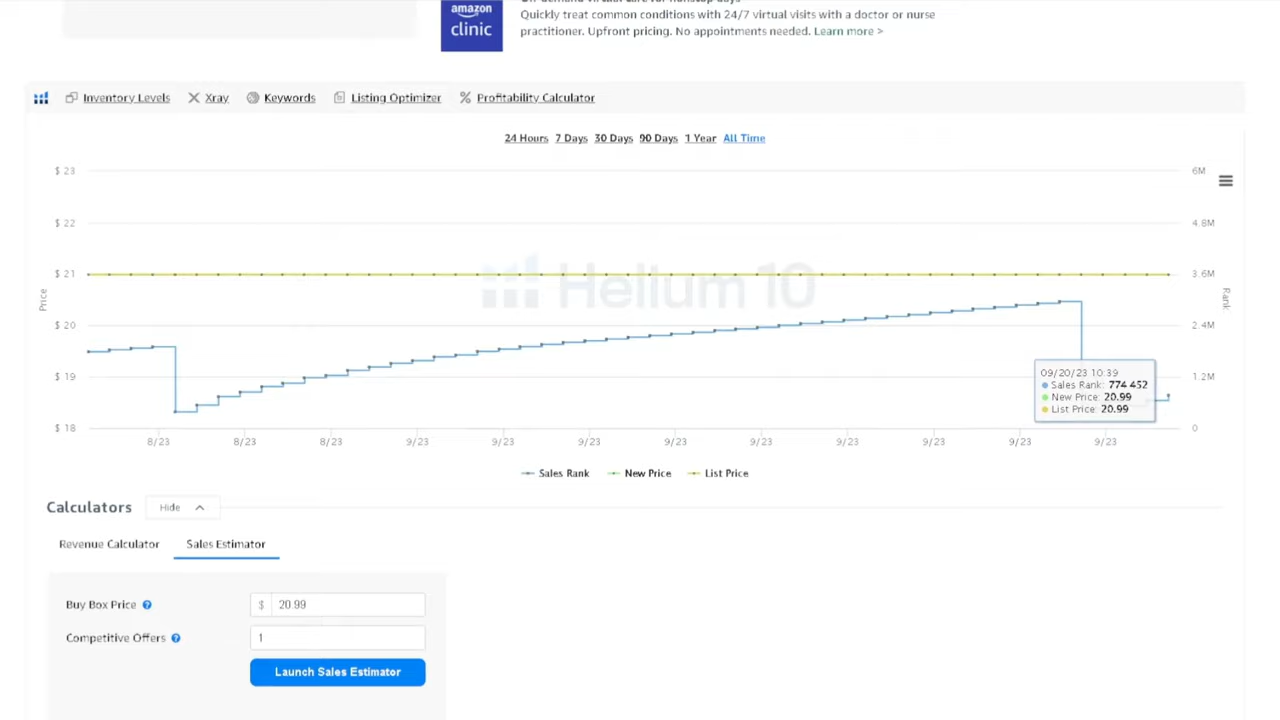 amazon
clinic
Quickly treat common conditions with 24/7 virtual visits with a doctor or nurse
practitioner. Upfront pricing. No appointments needed. Learn more >
Inventory Levels Xray Keywords Listing Optimizer Profitability Calculator
24 Hours 7 Days 30 Days 90 Days 1 Year All Time
$ 23 6M
$ 22 4.8M
$ 21 3.6M
Helium 10
Price Rank
$ 20 2.4M
$ 19 1.2M
09/20/23 10:39
Sales Rank: 774 452
New Price: 20.99
List Price: 20.99
$ 18 0
8/23 8/23 8/23 9/23 9/23 9/23 9/23 9/23 9/23 9/23 9/23 9/23
Sales Rank New Price List Price
Calculators Hide
Revenue Calculator Sales Estimator
Buy Box Price ? $ 20.99
Competitive Offers ? 1
Launch Sales Estimator